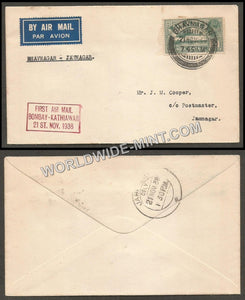 BY AIR MAIL
PAR AVION
BHAVNAGAR - JAMNAGAR.
Mr. J. M. Cooper,
c/o Postmaster,
Jamnagar.
FIRST AIR MAIL
BOMBAY-KATHIAWAR
21 ST. NOV. 1938
WORLDWIDE-MINT.COM